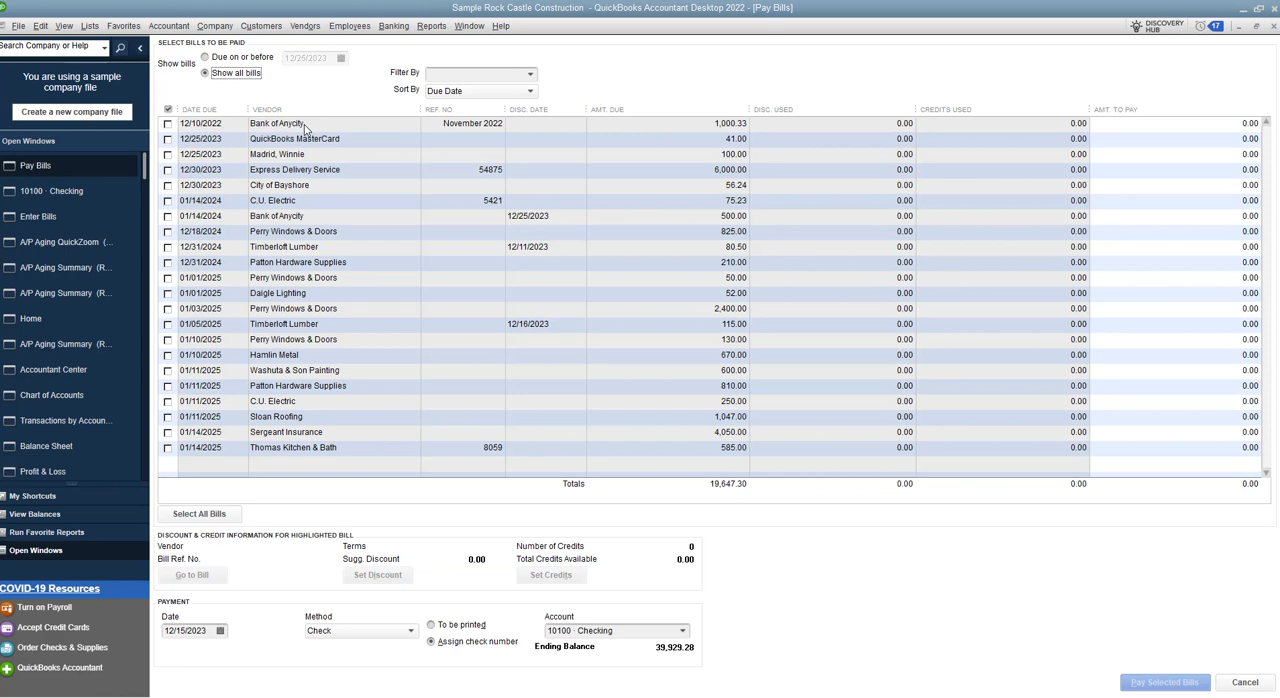 Sample Rock Castle Construction - QuickBooks Accountant Desktop 2022 - [Pay Bills]
File Edit View Lists Favorites Accountant Company Customers Vendors Employees Banking Reports Window Help
DISCOVERY HUB 17
Search Company or Help
You are using a sample
company file
Create a new company file
Open Windows
Pay Bills
10100 · Checking
Enter Bills
A/P Aging QuickZoom (...
A/P Aging Summary (R...
A/P Aging Summary (R...
Home
A/P Aging Summary (R...
Accountant Center
Chart of Accounts
Transactions by Accoun...
Balance Sheet
Profit & Loss
My Shortcuts
View Balances
Run Favorite Reports
Open Windows
COVID-19 Resources
Turn on Payroll
Accept Credit Cards
Order Checks & Supplies
QuickBooks Accountant
SELECT BILLS TO BE PAID
Show bills Due on or before 12/25/2023
Show all bills
Filter By
Sort By Due Date
DATE DUE VENDOR REF. NO. DISC. DATE AMT. DUE DISC. USED CREDITS USED AMT. TO PAY
12/10/2022 Bank of Anycity November 2022 1,000.33 0.00 0.00 0.00
12/25/2023 QuickBooks MasterCard 41.00 0.00 0.00 0.00
12/25/2023 Madrid, Winnie 100.00 0.00 0.00 0.00
12/30/2023 Express Delivery Service 54875 6,000.00 0.00 0.00 0.00
12/30/2023 City of Bayshore 56.24 0.00 0.00 0.00
01/14/2024 C.U. Electric 5421 75.23 0.00 0.00 0.00
01/14/2024 Bank of Anycity 12/25/2023 500.00 0.00 0.00 0.00
12/18/2024 Perry Windows & Doors 825.00 0.00 0.00 0.00
12/31/2024 Timberloft Lumber 12/11/2023 80.50 0.00 0.00 0.00
12/31/2024 Patton Hardware Supplies 210.00 0.00 0.00 0.00
01/01/2025 Perry Windows & Doors 50.00 0.00 0.00 0.00
01/01/2025 Daigle Lighting 52.00 0.00 0.00 0.00
01/03/2025 Perry Windows & Doors 2,400.00 0.00 0.00 0.00
01/05/2025 Timberloft Lumber 12/16/2023 115.00 0.00 0.00 0.00
01/10/2025 Perry Windows & Doors 130.00 0.00 0.00 0.00
01/10/2025 Hamlin Metal 670.00 0.00 0.00 0.00
01/11/2025 Washuta & Son Painting 600.00 0.00 0.00 0.00
01/11/2025 Patton Hardware Supplies 810.00 0.00 0.00 0.00
01/11/2025 C.U. Electric 250.00 0.00 0.00 0.00
01/11/2025 Sloan Roofing 1,047.00 0.00 0.00 0.00
01/14/2025 Sergeant Insurance 4,050.00 0.00 0.00 0.00
01/14/2025 Thomas Kitchen & Bath 8059 585.00 0.00 0.00 0.00
Totals 19,647.30 0.00 0.00 0.00
Select All Bills
DISCOUNT & CREDIT INFORMATION FOR HIGHLIGHTED BILL
Vendor Terms Number of Credits 0
Bill Ref. No. Sugg. Discount 0.00 Total Credits Available 0.00
Go to Bill Set Discount Set Credits
PAYMENT
Date Method Account
12/15/2023 Check To be printed 10100 · Checking
Assign check number Ending Balance 39,929.28
Pay Selected Bills Cancel